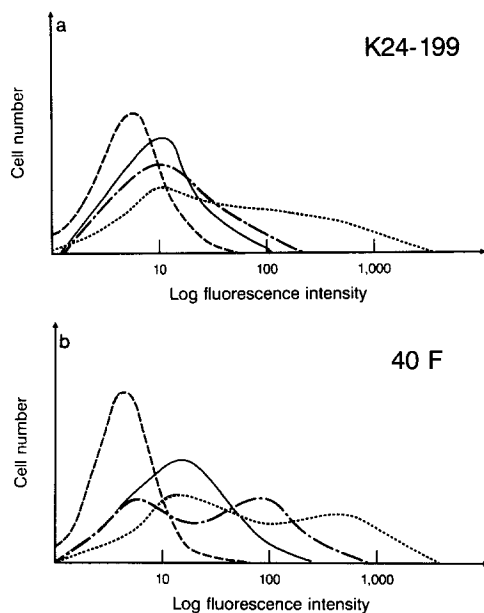 a
K24-199
Cell number
10
100
1,000
Log fluorescence intensity
b
40 F
Cell number
10
100
1,000
Log fluorescence intensity